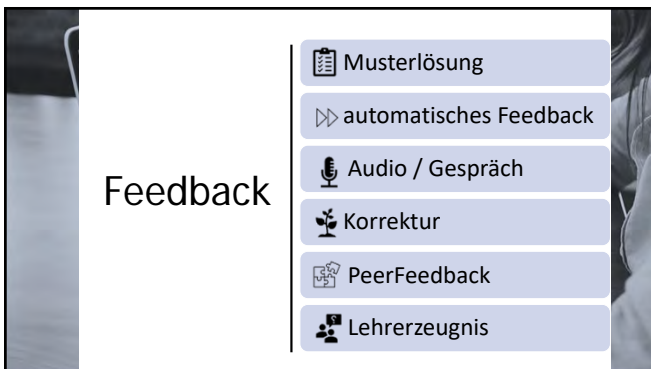 Feedback
Musterlösung
automatisches Feedback
Audio / Gespräch
Korrektur
PeerFeedback
Lehrerzeugnis